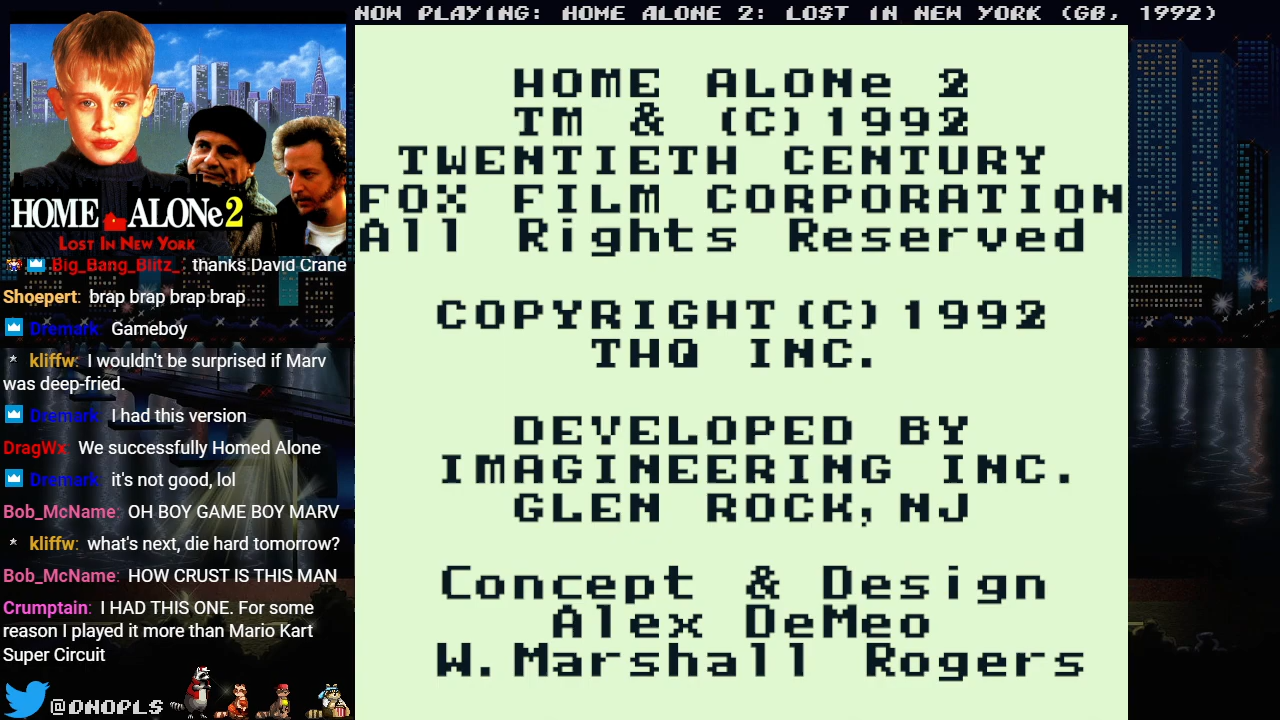 NOW PLAYING: HOME ALONE 2: LOST IN NEW YORK (GB, 1992)
HOME ALONe 2
LOST IN NEW YORK
Big_Bang_Blitz_: thanks David Crane
Shoepert: brap brap brap brap
Dremark: Gameboy
* kliffw: I wouldn't be surprised if Marv
was deep-fried.
Dremark: I had this version
DragWx: We successfully Homed Alone
Dremark: it's not good, lol
Bob_McName: OH BOY GAME BOY MARV
* kliffw: what's next, die hard tomorrow?
Bob_McName: HOW CRUST IS THIS MAN
Crumptain: I HAD THIS ONE. For some
reason I played it more than Mario Kart
Super Circuit
@DHOPLS
HOME ALONe 2
TM & (C)1992
TWENTIETH CENTURY
FOX FILM CORPORATION
All Rights Reserved
COPYRIGHT(C)1992
THQ INC.
DEVELOPED BY
IMAGINEERING INC.
GLEN ROCK,NJ
Concept & Design
Alex DeMeo
W.Marshall Rogers